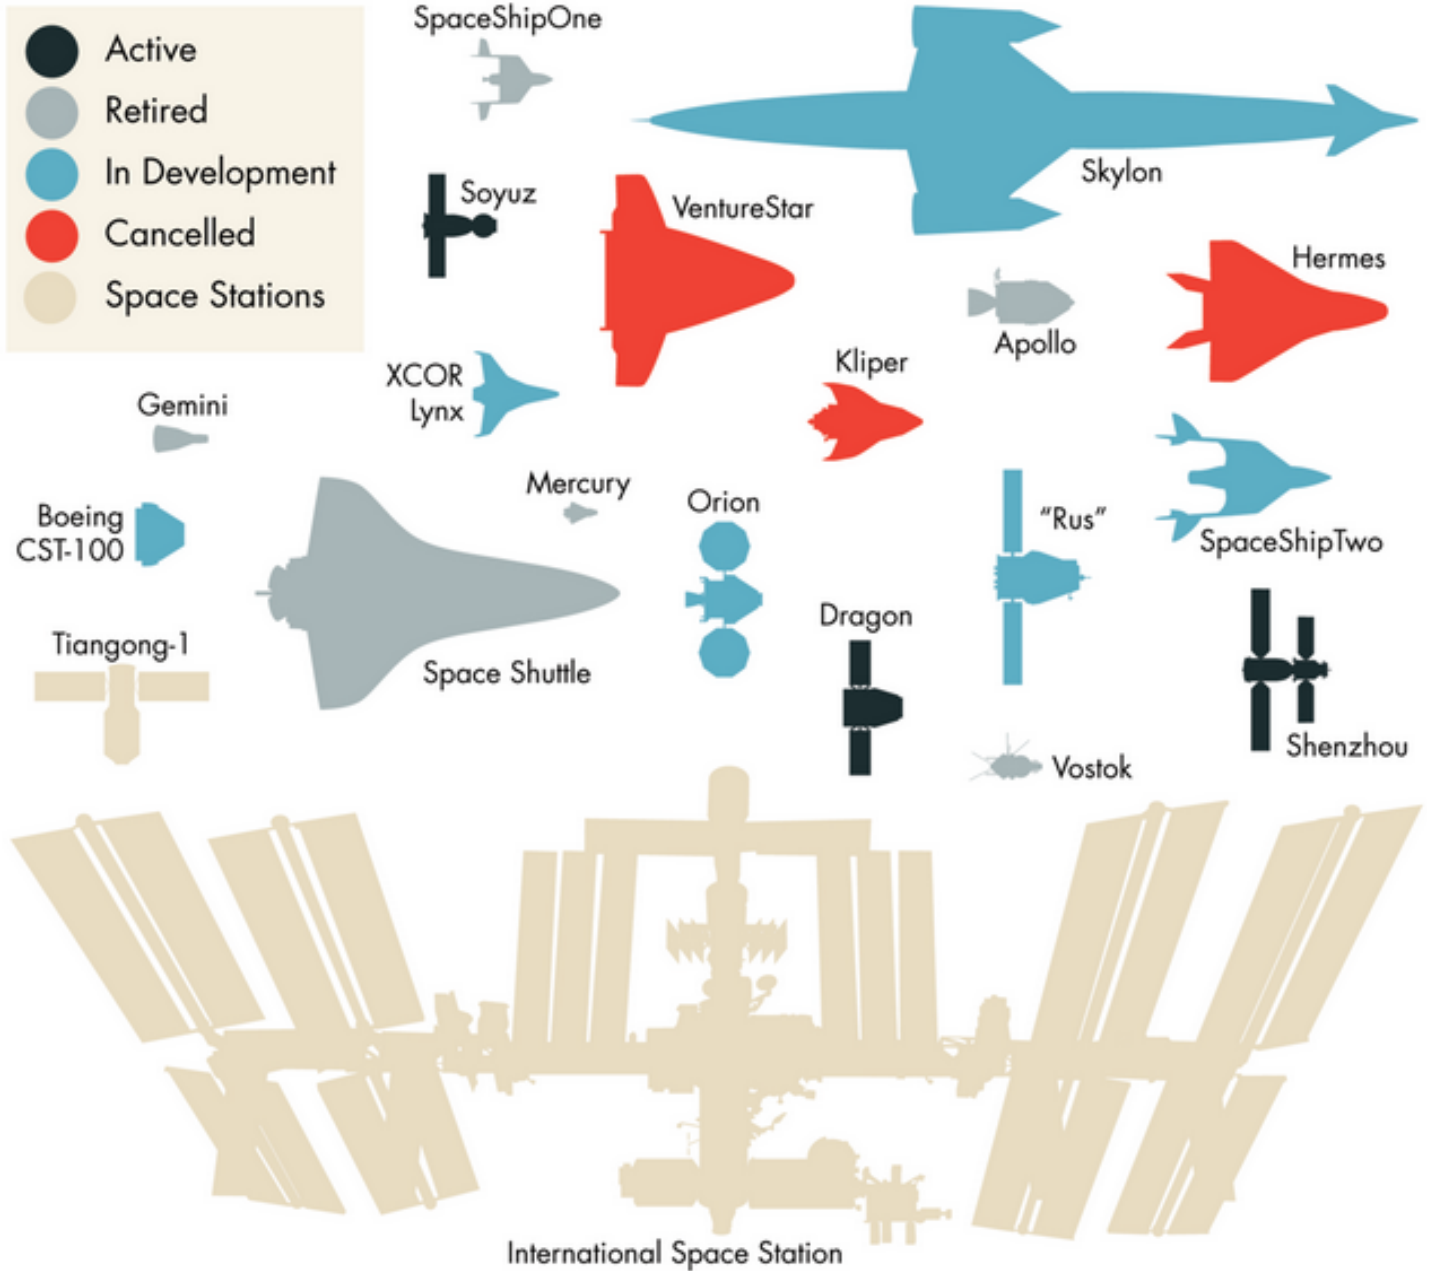 Active
Retired
In Development
Cancelled
Space Stations
SpaceShipOne
Skylon
Soyuz
VentureStar
Hermes
Apollo
XCOR
Lynx
Kliper
Gemini
Mercury
Orion
"Rus"
SpaceShipTwo
Boeing
CST-100
Dragon
Tiangong-1
Space Shuttle
Shenzhou
Vostok
International Space Station